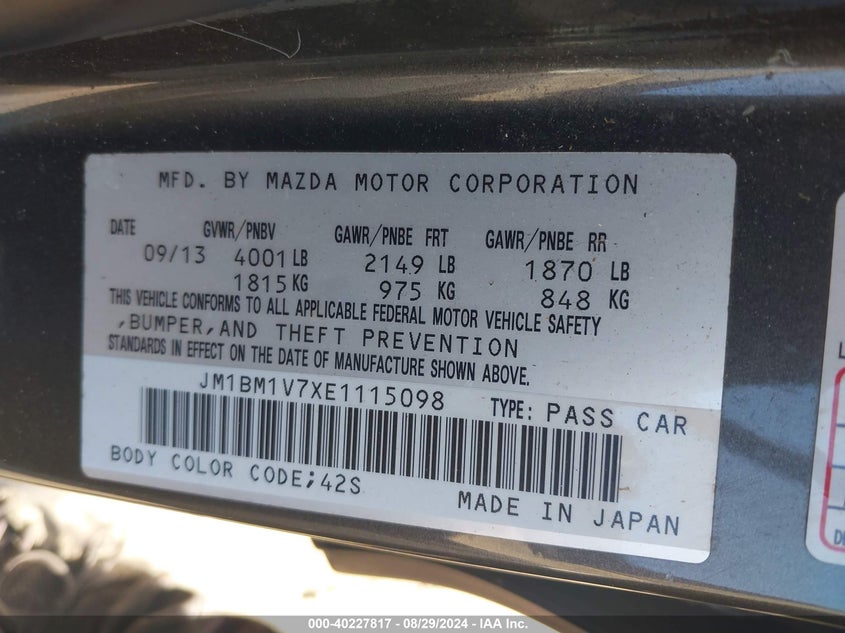 MFD. BY MAZDA MOTOR CORPORATION
DATE GVWR/PNBV GAWR/PNBE FRT GAWR/PNBE RR
09/13 4001 LB 2149 LB 1870 LB
1815 KG 975 KG 848 KG
THIS VEHICLE CONFORMS TO ALL APPLICABLE FEDERAL MOTOR VEHICLE SAFETY
,BUMPER,AND THEFT PREVENTION
STANDARDS IN EFFECT ON THE DATE OF MANUFACTURE SHOWN ABOVE.
JM1BM1V7XE1115098 TYPE: PASS CAR
BODY COLOR CODE;42S
MADE IN JAPAN
000-40227817 - 08/29/2024 - IAA Inc.